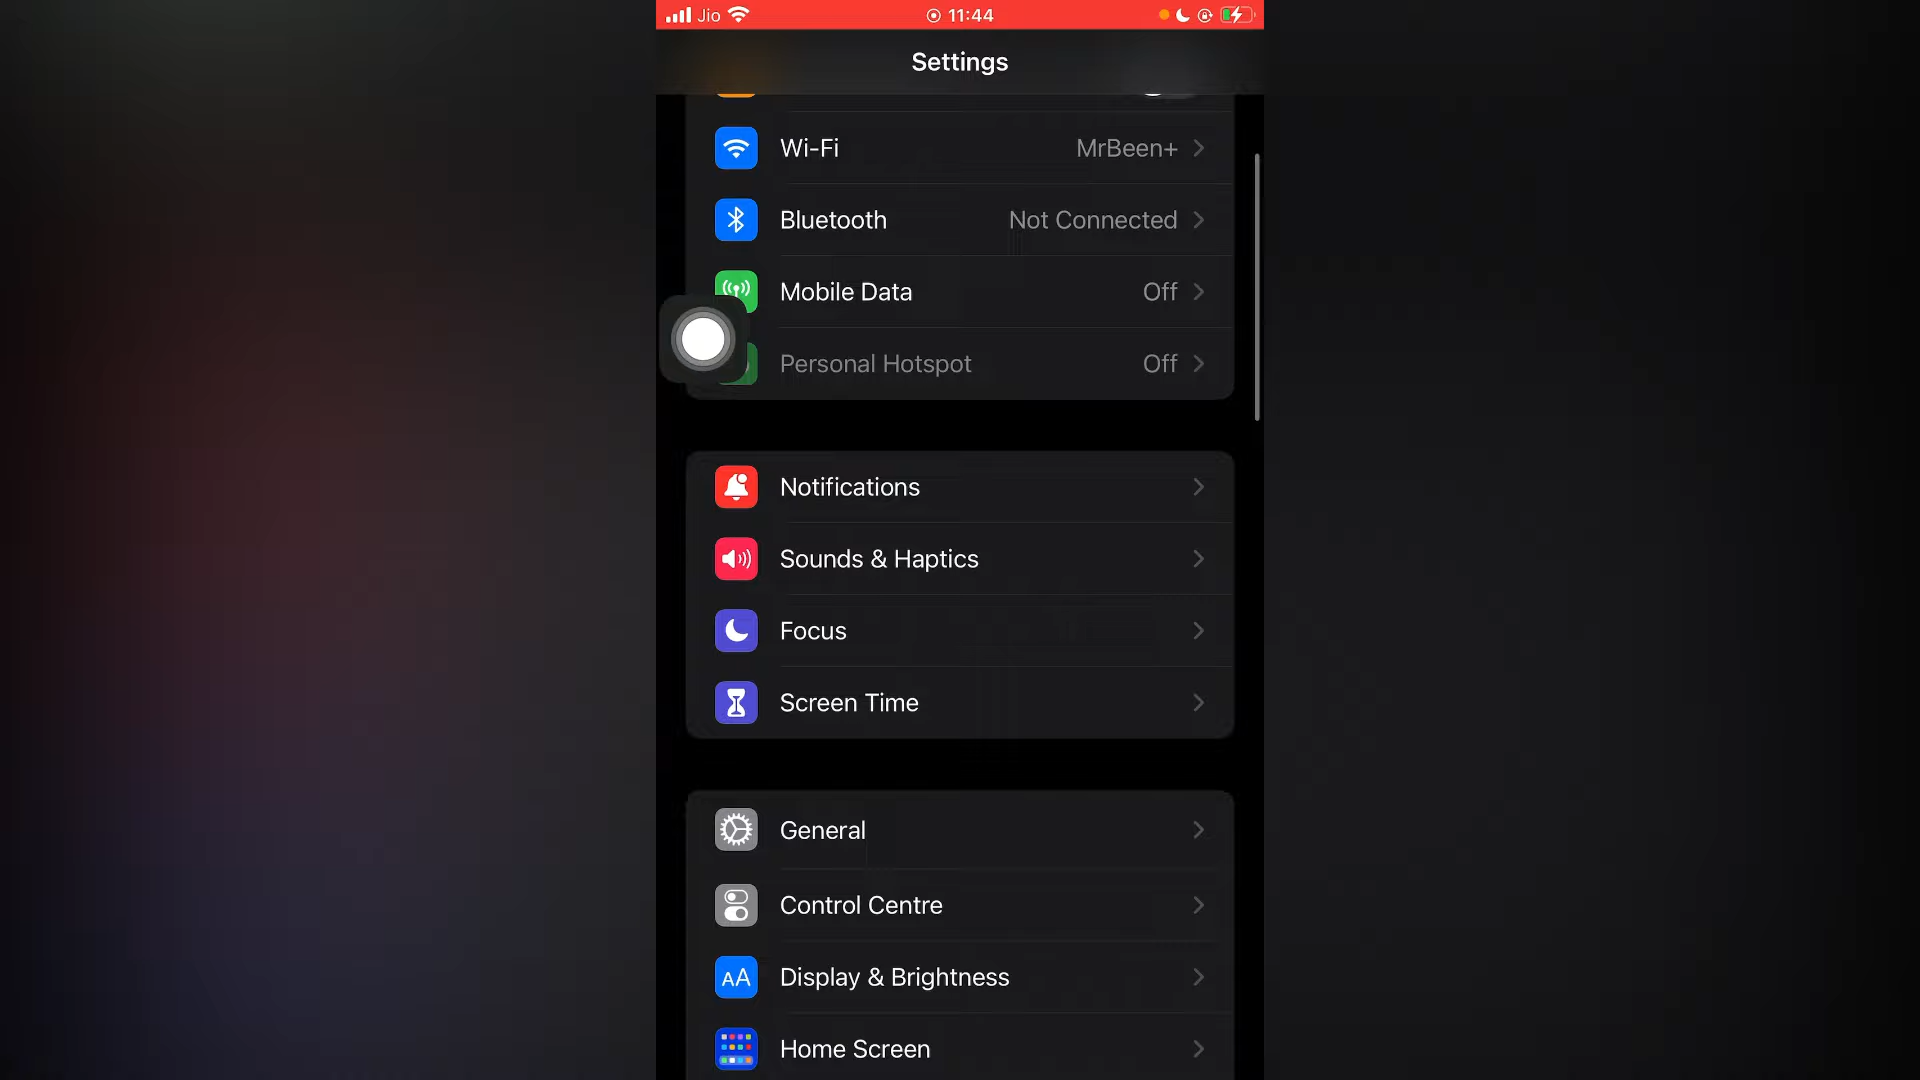 Jio 11:44
Settings
Wi-Fi MrBeen+
Bluetooth Not Connected
Mobile Data Off
Personal Hotspot Off
Notifications
Sounds & Haptics
Focus
Screen Time
General
Control Centre
AA Display & Brightness
Home Screen